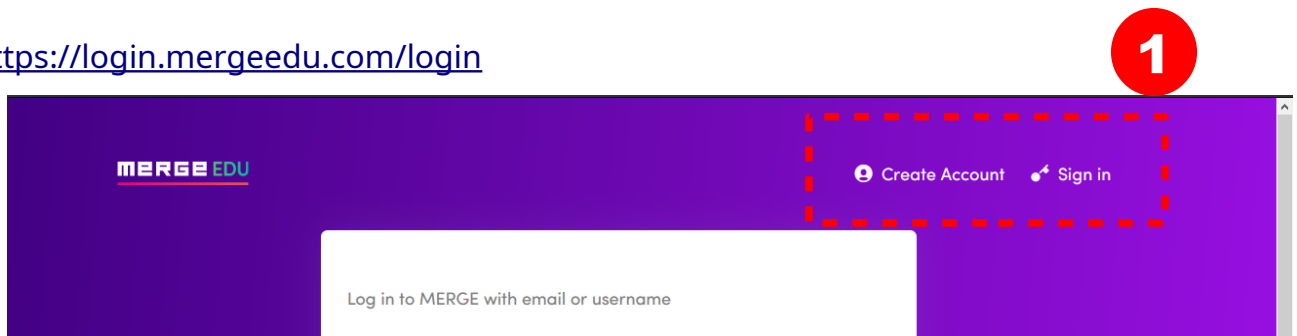 ttps://login.mergeedu.com/login
1
MERGE EDU
Create Account Sign in
Log in to MERGE with email or username